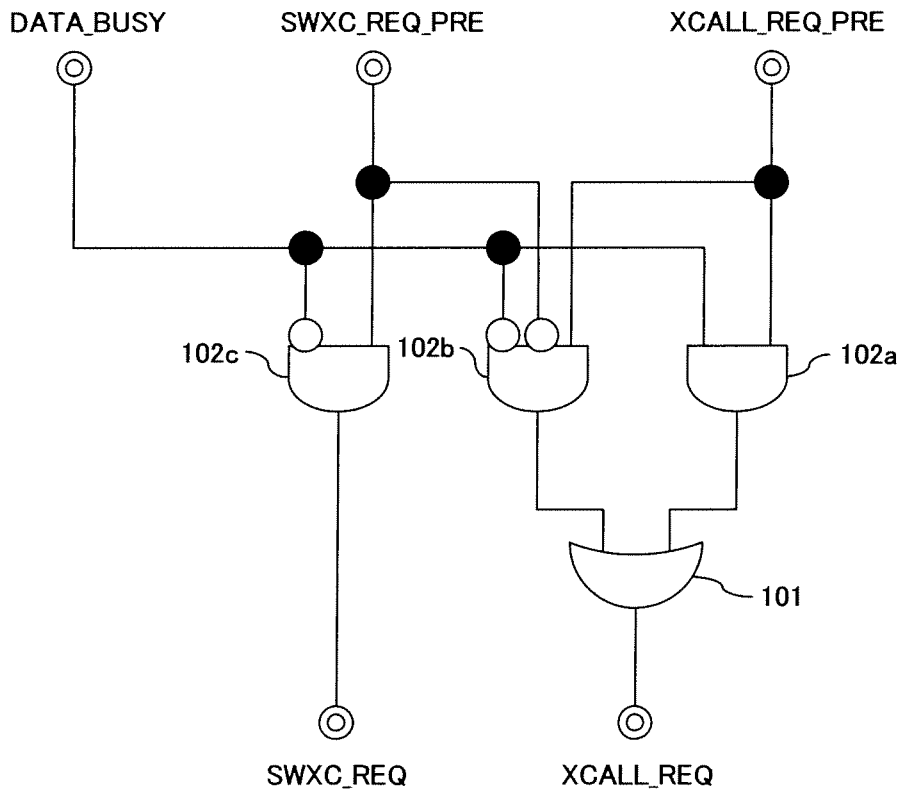 DATA_BUSY
SWXC_REQ_PRE
XCALL_REQ_PRE
102c
102b
102a
101
SWXC_REQ
XCALL_REQ